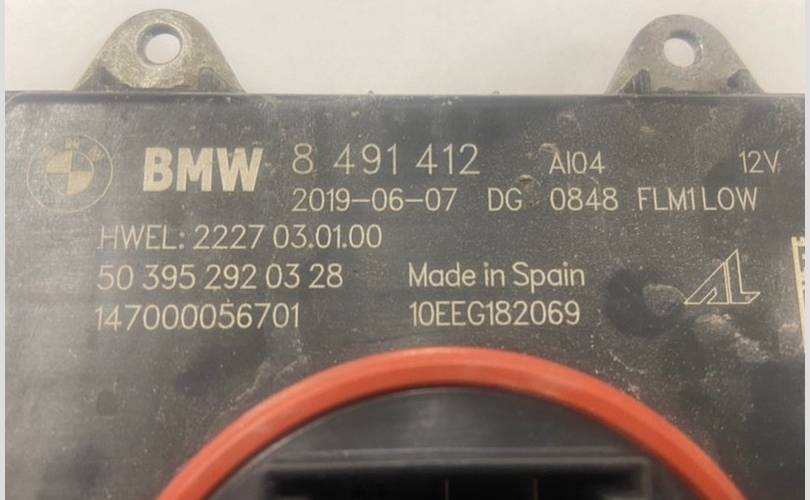 BMW 8 491 412 AI04 12V
2019-06-07 DG 0848 FLM1 LOW
HWEL: 2227 03.01.00
50 395 292 03 28 Made in Spain
147000056701 10EEG182069
AL